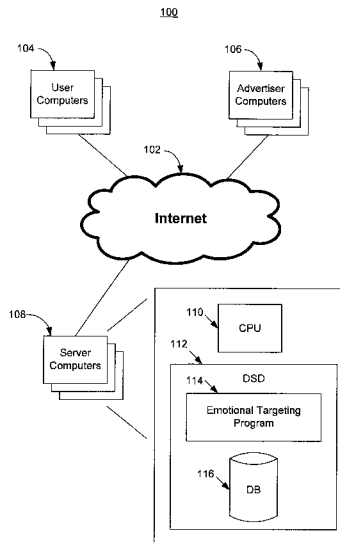 100
104
User
Computers
106
Advertiser
Computers
102
Internet
108
Server
Computers
110
CPU
112
DSD
114
Emotional Targeting
Program
116
DB